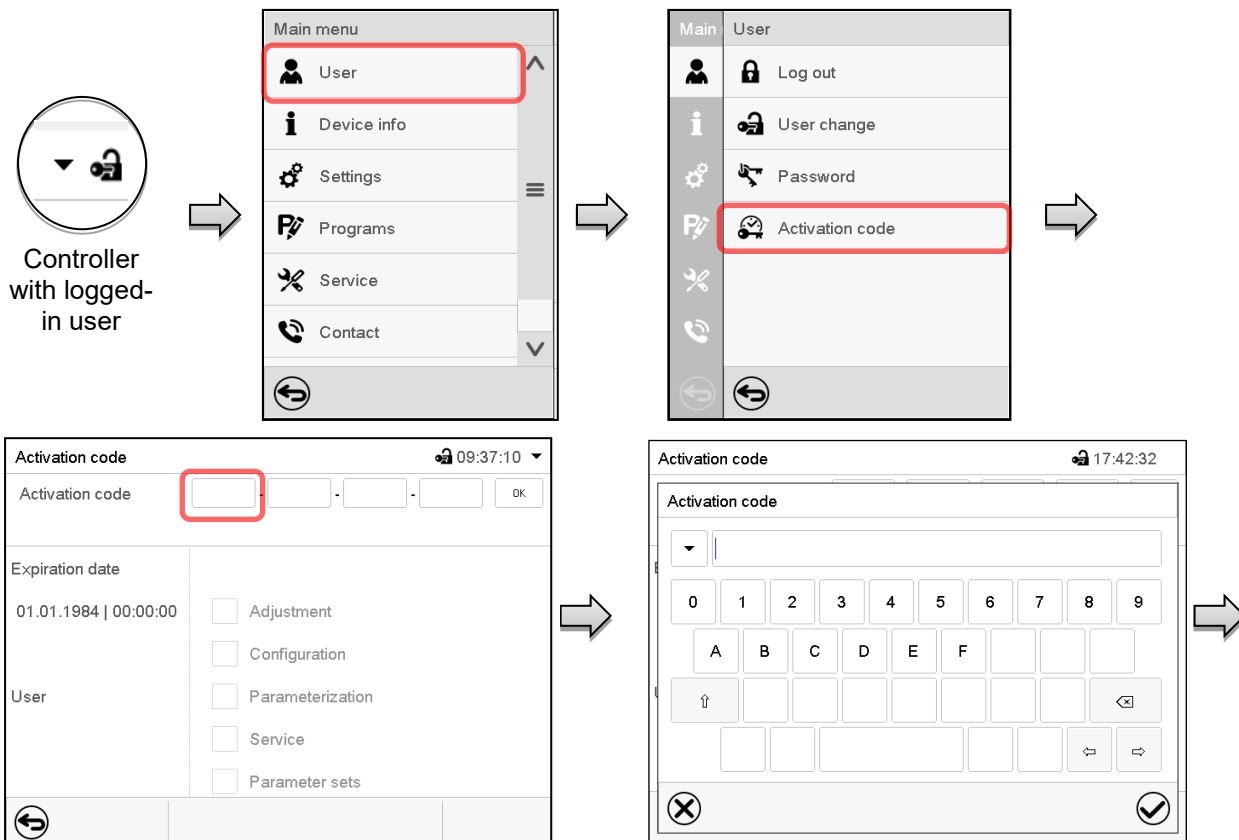 Controller
with logged-
in user
Main menu
User
Device info
Settings
Programs
Service
Contact
Main
User
Log out
User change
Password
Activation code
Activation code
09:37:10
Activation code
- - -
OK
Expiration date
01.01.1984 | 00:00:00
Adjustment
Configuration
User
Parameterization
Service
Parameter sets
Activation code
17:42:32
Activation code
0 1 2 3 4 5 6 7 8 9
A B C D E F